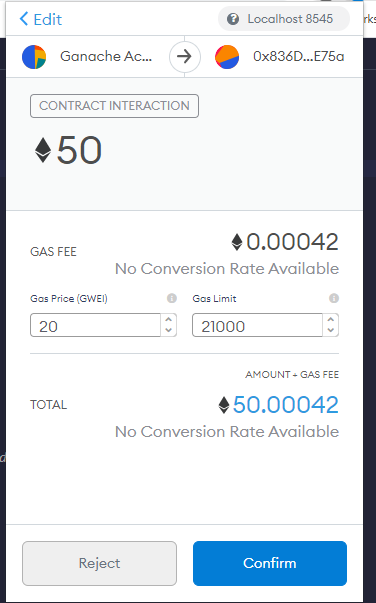 Edit
Localhost 8545
rks
Ganache Ac...
0x836D...E75a
CONTRACT INTERACTION
50
GAS FEE
0.00042
No Conversion Rate Available
Gas Price (GWEI)
Gas Limit
20
21000
AMOUNT + GAS FEE
TOTAL
50.00042
No Conversion Rate Available
d
Reject
Confirm